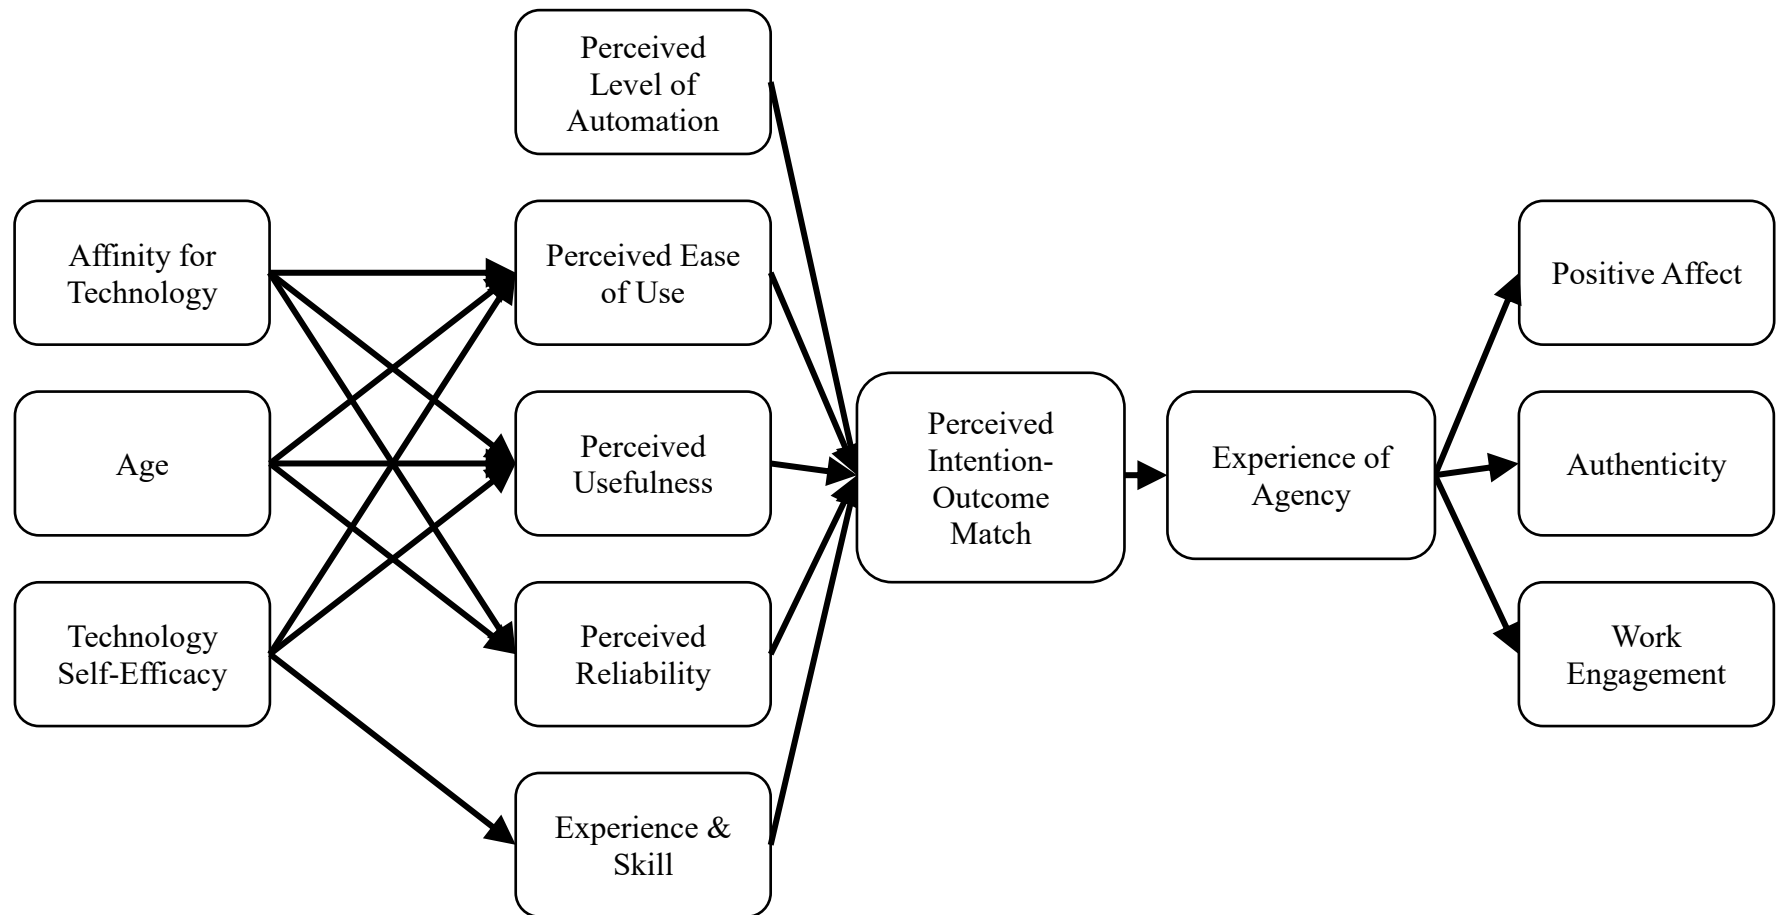 Perceived
Level of
Automation
Affinity for
Technology
Perceived Ease
of Use
Positive Affect
Age
Perceived
Usefulness
Perceived
Intention-
Outcome
Match
Experience of
Agency
Authenticity
Technology
Self-Efficacy
Perceived
Reliability
Work
Engagement
Experience &
Skill